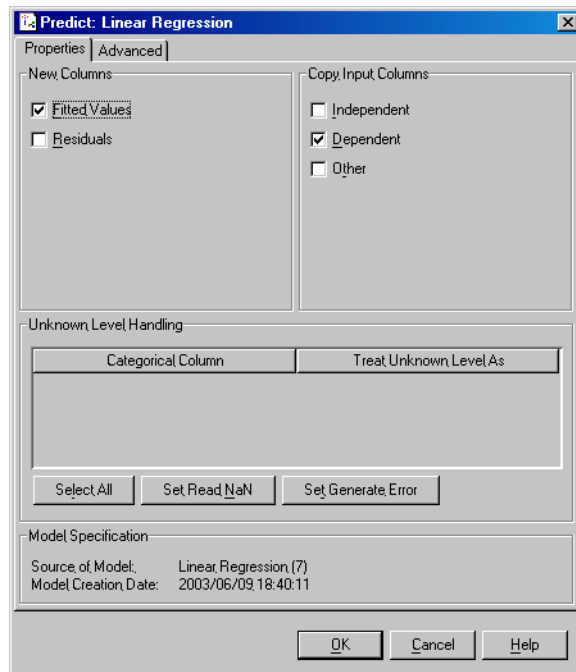 Predict: Linear Regression
Properties
Advanced
New Columns
Fitted Values
Residuals
Copy Input Columns
Independent
Dependent
Other
Unknown Level Handling
Categorical Column
Treat Unknown Level As
Select All
Set Read NaN
Set Generate Error
Model Specification
Source of Model: Linear Regression (7)
Model Creation Date: 2003/06/09 18:40:11
OK
Cancel
Help